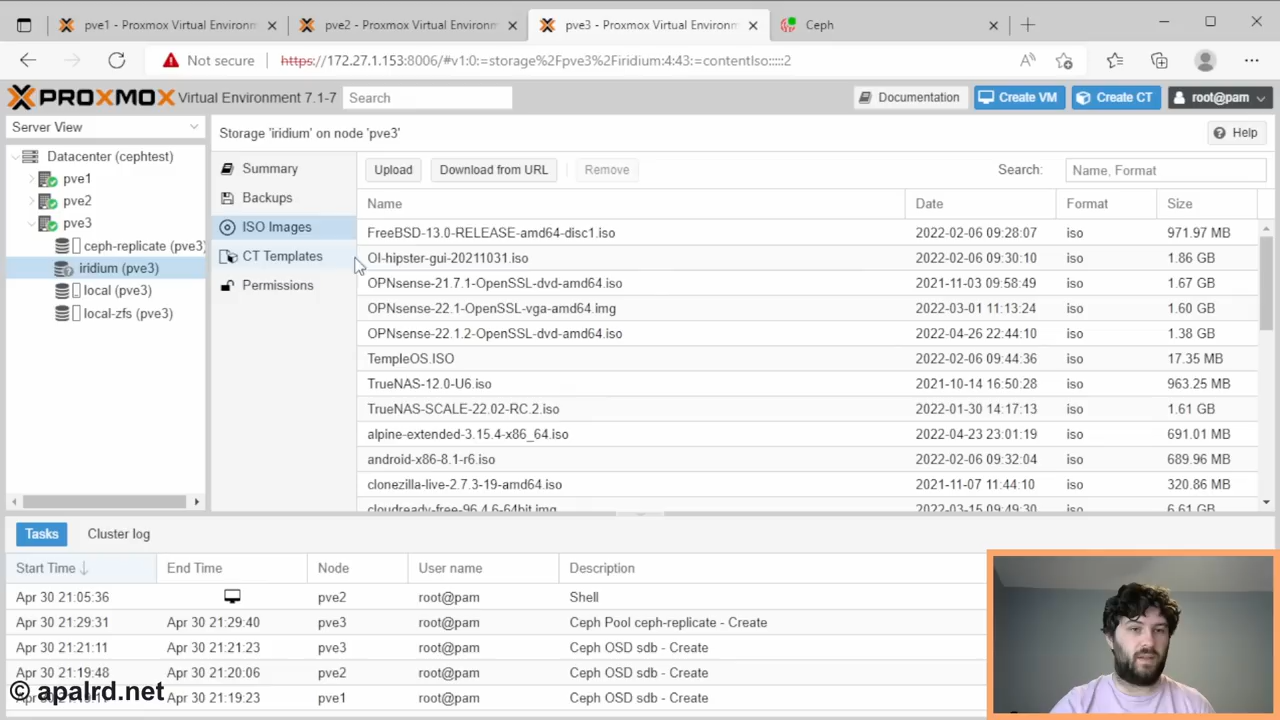 pve1 - Proxmox Virtual Environm
pve2 - Proxmox Virtual Environm
pve3 - Proxmox Virtual Environm
Ceph
Not secure
https://172.27.1.153:8006/#v1:0:=storage%2Fpve3%2Firidium:4:43:=contentIso:::::2
PROXMOX Virtual Environment 7.1-7
Search
Documentation
Create VM
Create CT
root@pam
Server View
Datacenter (cephtest)
pve1
pve2
pve3
ceph-replicate (pve3)
iridium (pve3)
local (pve3)
local-zfs (pve3)
Storage 'iridium' on node 'pve3'
Help
Summary
Backups
ISO Images
CT Templates
Permissions
Upload
Download from URL
Remove
Search:
Name, Format
Name Date Format Size
FreeBSD-13.0-RELEASE-amd64-disc1.iso 2022-02-06 09:28:07 iso 971.97 MB
OI-hipster-gui-20211031.iso 2022-02-06 09:30:10 iso 1.86 GB
OPNsense-21.7.1-OpenSSL-dvd-amd64.iso 2021-11-03 09:58:49 iso 1.67 GB
OPNsense-22.1-OpenSSL-vga-amd64.img 2022-03-01 11:13:24 iso 1.60 GB
OPNsense-22.1.2-OpenSSL-dvd-amd64.iso 2022-04-26 22:44:10 iso 1.38 GB
TempleOS.ISO 2022-02-06 09:44:36 iso 17.35 MB
TrueNAS-12.0-U6.iso 2021-10-14 16:50:28 iso 963.25 MB
TrueNAS-SCALE-22.02-RC.2.iso 2022-01-30 14:17:13 iso 1.61 GB
alpine-extended-3.15.4-x86_64.iso 2022-04-23 23:01:19 iso 691.01 MB
android-x86-8.1-r6.iso 2022-02-06 09:32:04 iso 689.96 MB
clonezilla-live-2.7.3-19-amd64.iso 2021-11-07 11:44:10 iso 320.86 MB
cloudready-free-96.4.6-64bit.img 2022-03-15 09:49:30 iso 6.61 GB
Tasks
Cluster log
Start Time End Time Node User name Description
Apr 30 21:05:36 pve2 root@pam Shell
Apr 30 21:29:31 Apr 30 21:29:40 pve3 root@pam Ceph Pool ceph-replicate - Create
Apr 30 21:21:11 Apr 30 21:21:23 pve3 root@pam Ceph OSD sdb - Create
Apr 30 21:19:48 Apr 30 21:20:06 pve2 root@pam Ceph OSD sdb - Create
Apr 30 21:19:23 pve1 root@pam Ceph OSD sdb - Create
© apalrd.net